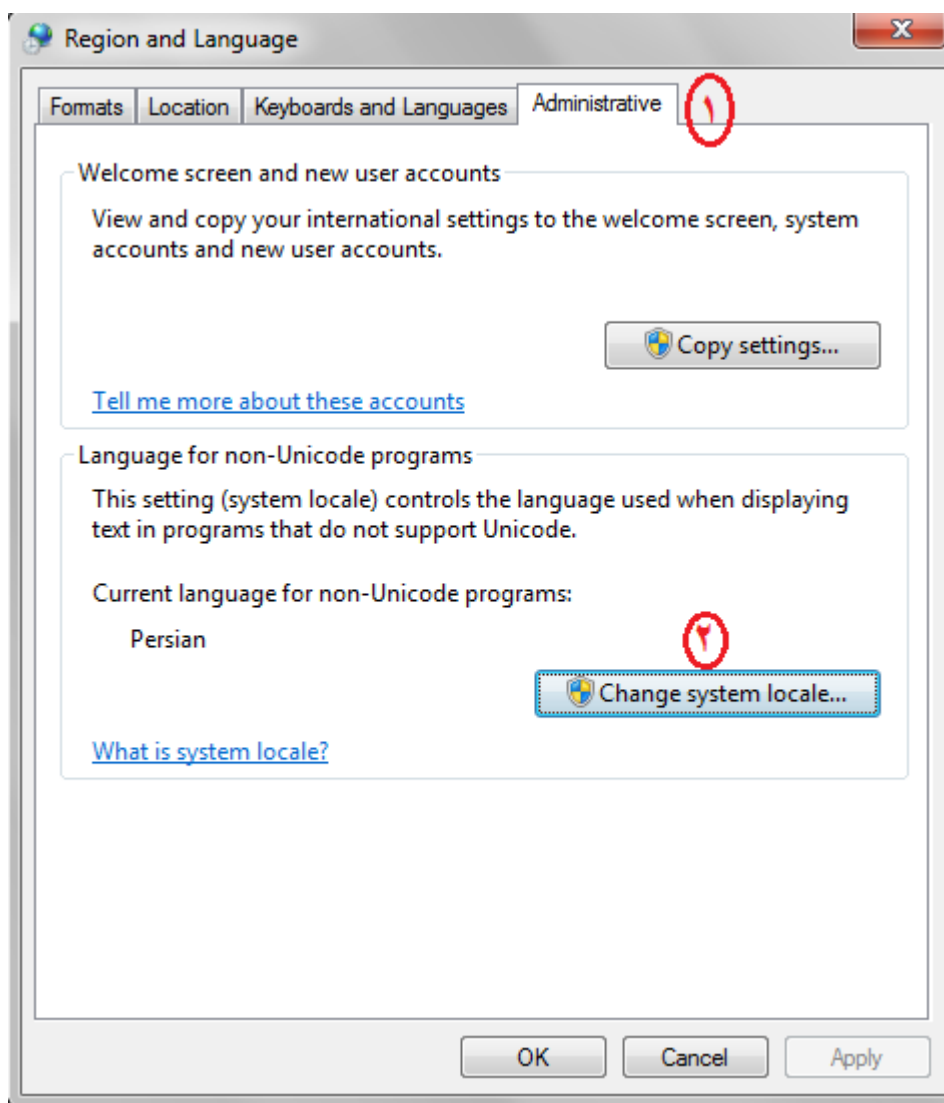 Region and Language
Formats Location Keyboards and Languages Administrative ۱
Welcome screen and new user accounts
View and copy your international settings to the welcome screen, system
accounts and new user accounts.
Copy settings...
Tell me more about these accounts
Language for non-Unicode programs
This setting (system locale) controls the language used when displaying
text in programs that do not support Unicode.
Current language for non-Unicode programs:
Persian
۲
Change system locale...
What is system locale?
OK Cancel Apply